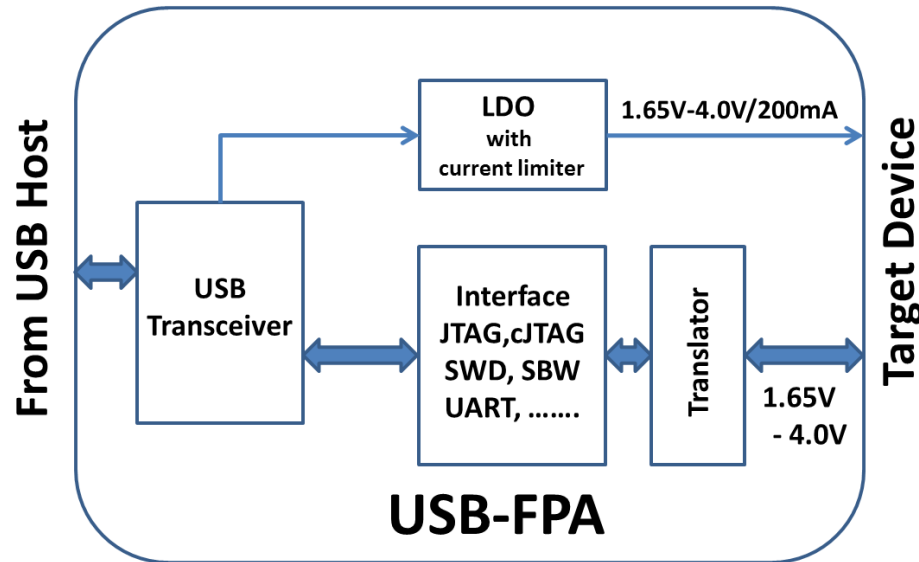 From USB Host
USB
Transceiver
LDO
with
current limiter
1.65V-4.0V/200mA
Interface
JTAG,cJTAG
SWD, SBW
UART, .......
Translator
1.65V
- 4.0V
Target Device
USB-FPA